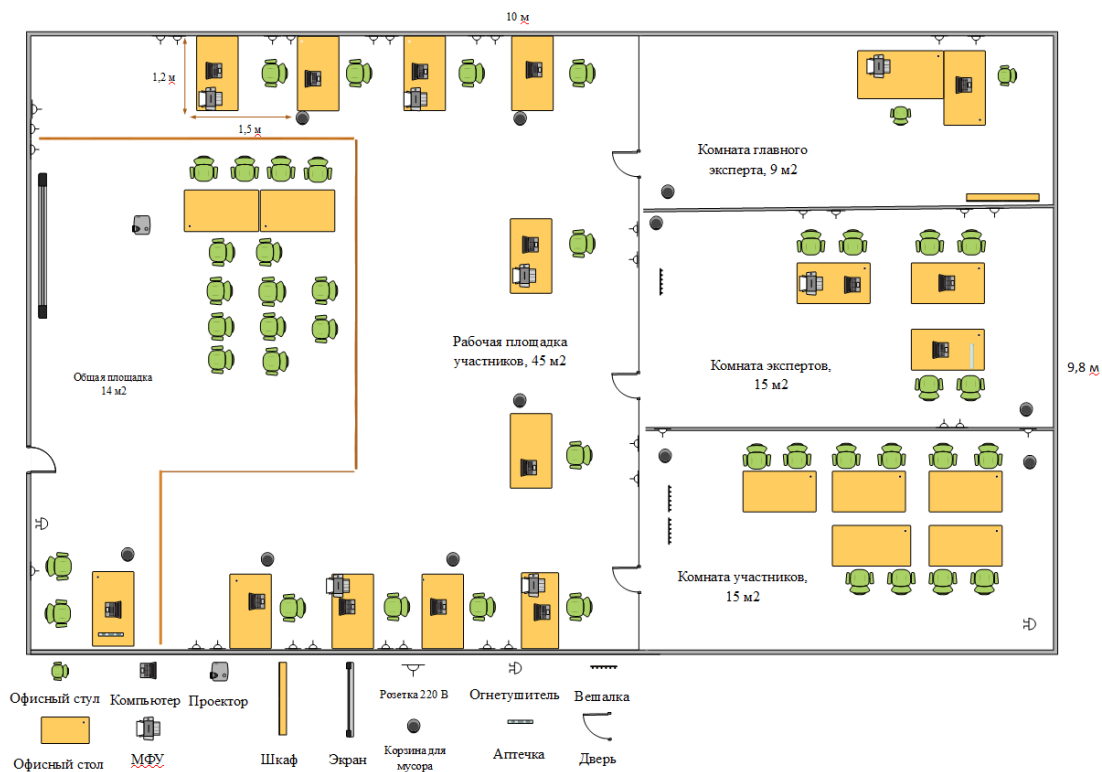 10 м
1,2 м
1,5 м
Комната главного
эксперта, 9 м2
Рабочая площадка
участников, 45 м2
Комната экспертов,
15 м2
9,8 м
Общая площадка
14 м2
Комната участников,
15 м2
Офисный стул
Компьютер
Проектор
Розетка 220 В
Огнетушитель
Вешалка
Офисный стол
МФУ
Шкаф
Экран
Корзина для
мусора
Аптечка
Дверь